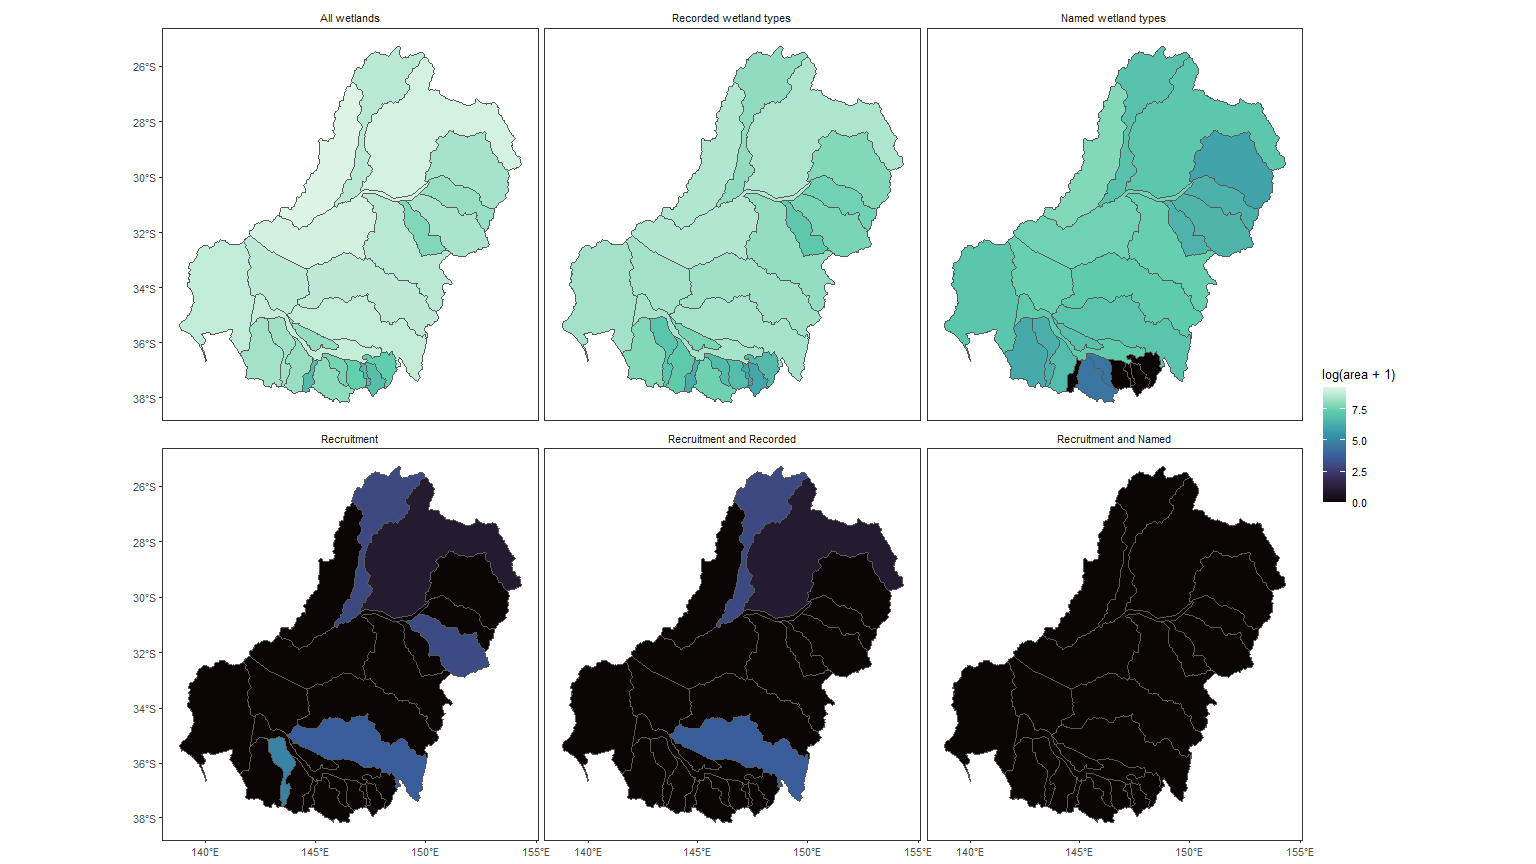 All wetlands Recorded wetland types Named wetland types
26°S
28°S
30°S
32°S
34°S
36°S
38°S
log(area + 1)
7.5
5.0
2.5
0.0
Recruitment Recruitment and Recorded Recruitment and Named
26°S
28°S
30°S
32°S
34°S
36°S
38°S
140°E 145°E 150°E 155°E 140°E 145°E 150°E 155°E 140°E 145°E 150°E 155°E